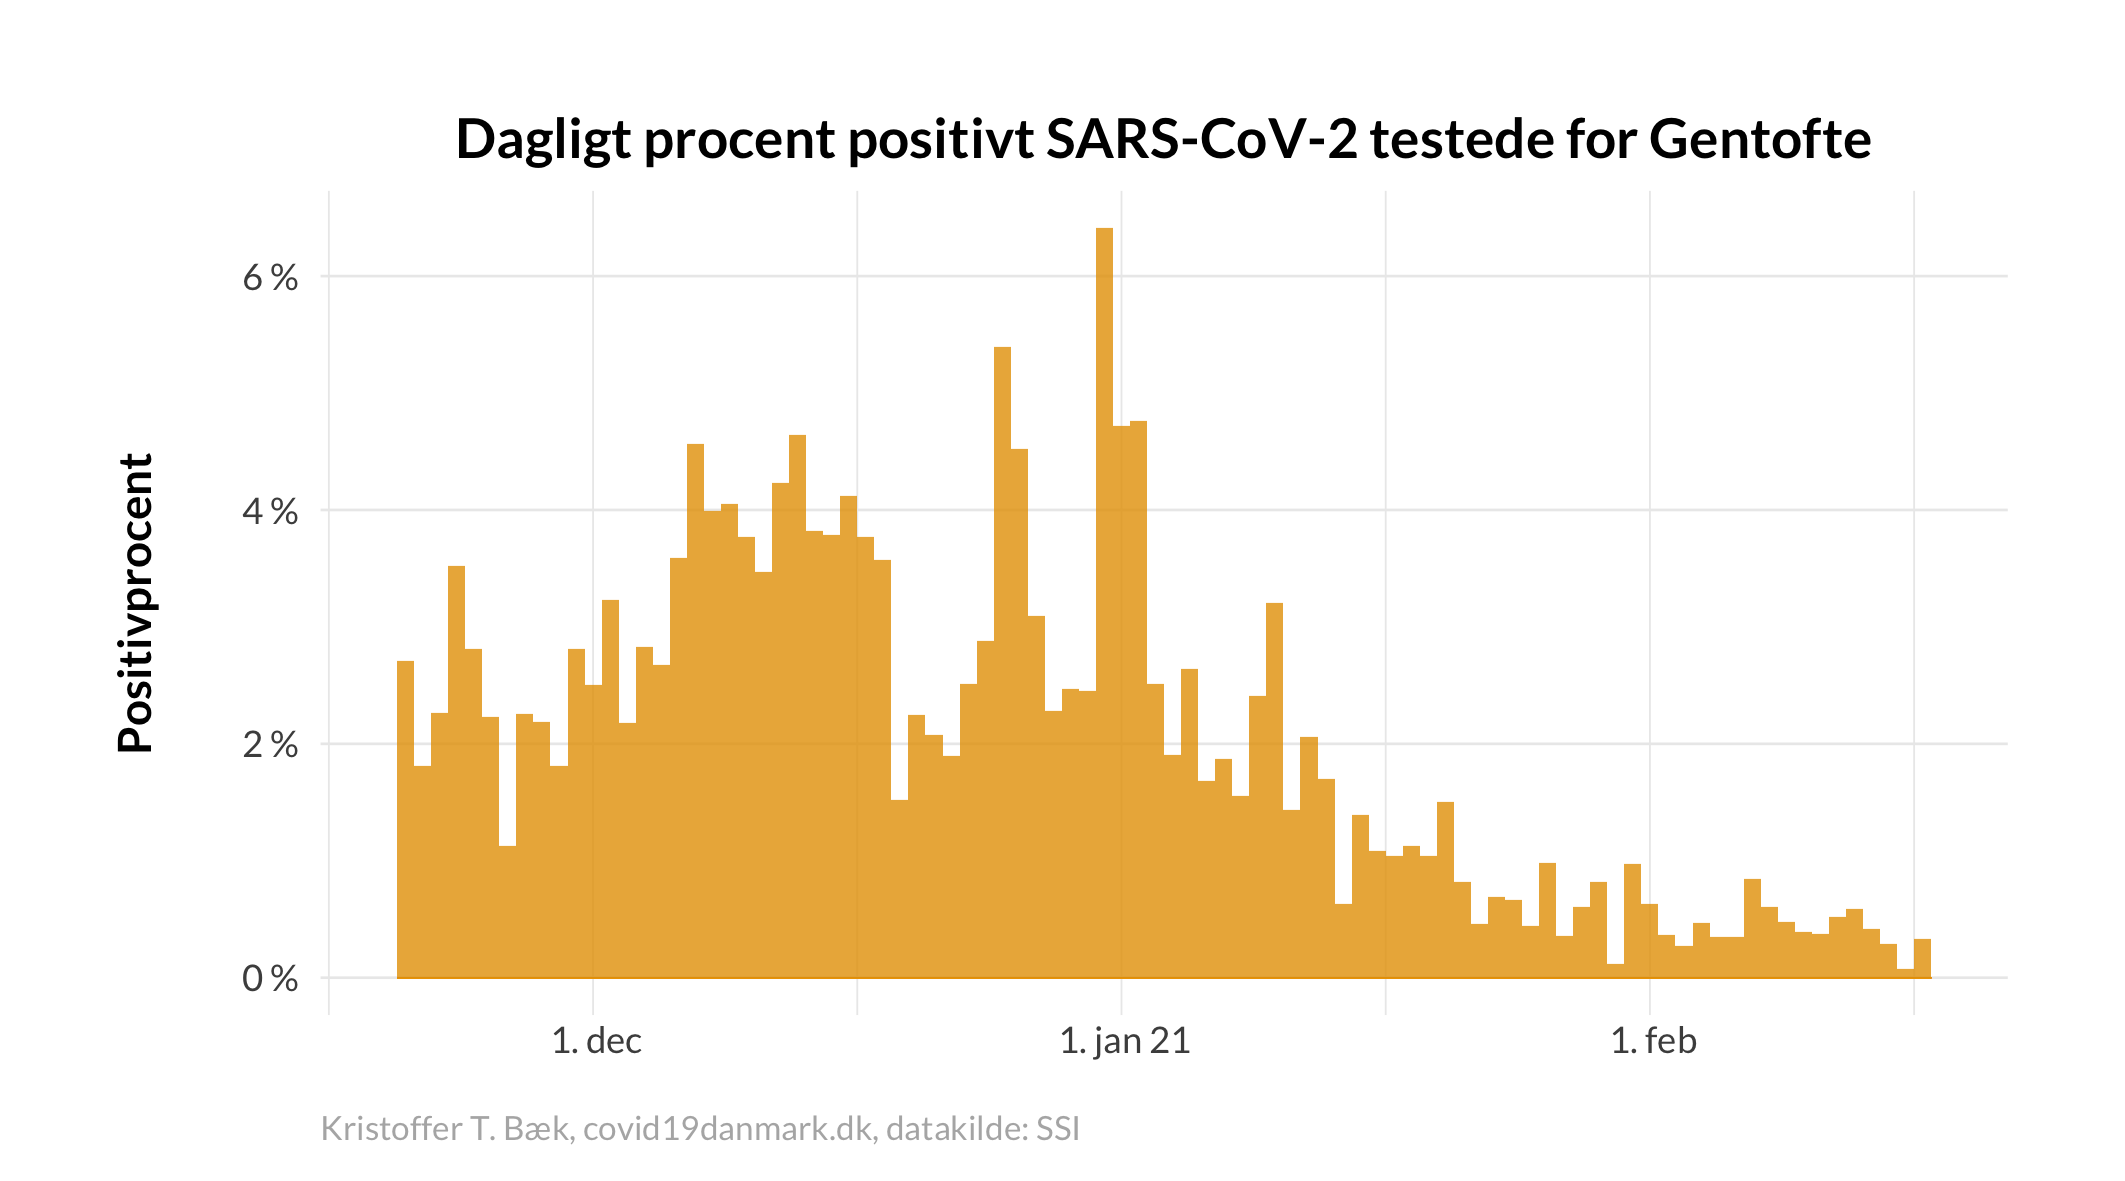 Dagligt procent positivt SARS-CoV-2 testede for Gentofte
Positivprocent
6 %
4 %
2 %
0 %
1. dec
1. jan 21
1. feb
Kristoffer T. Bæk, covid19danmark.dk, datakilde: SSI